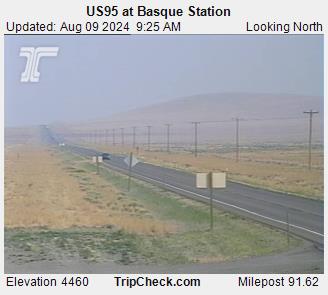 US95 at Basque Station
Updated: Aug 09 2024 9:25 AM Looking North
Elevation 4460 TripCheck.com Milepost 91.62